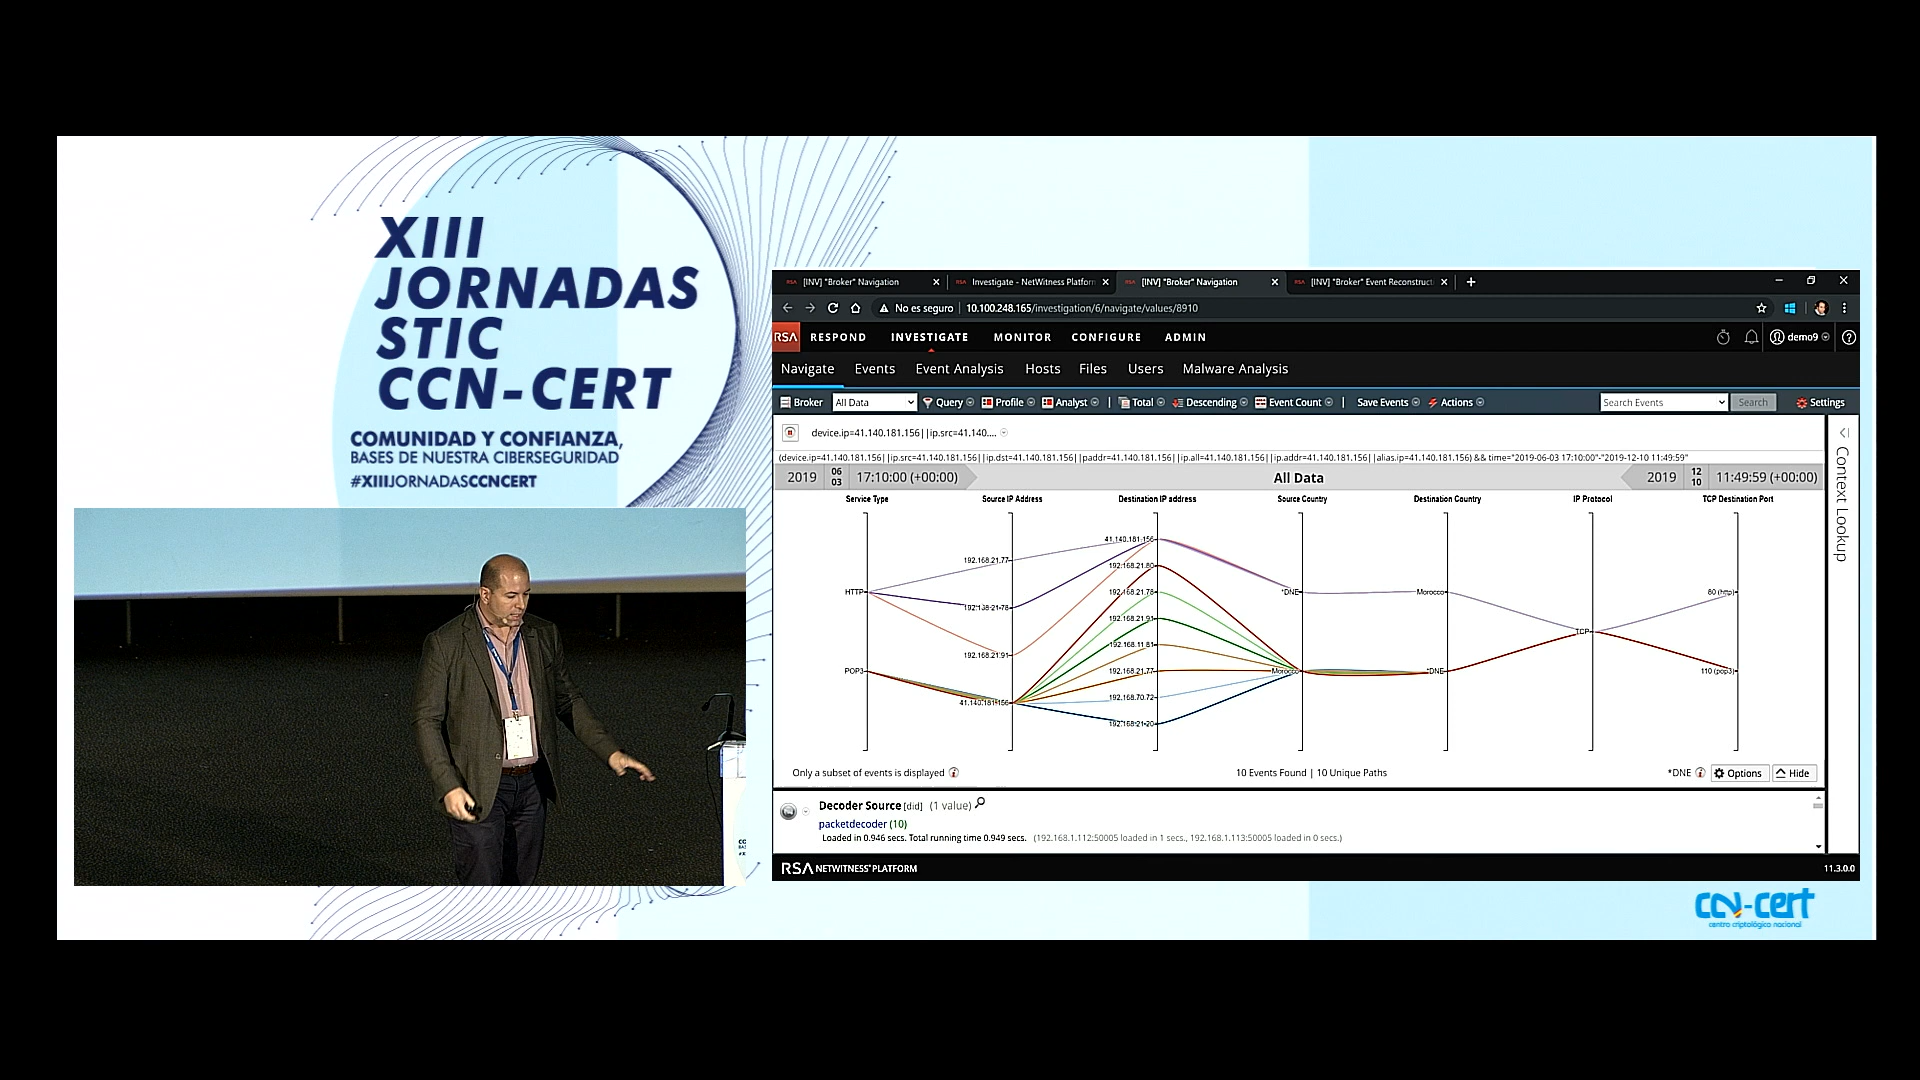 XIII
JORNADAS
STIC
CCN-CERT
COMUNIDAD Y CONFIANZA,
BASES DE NUESTRA CIBERSEGURIDAD
#XIIIJORNADASCCNCERT
[INV] "Broker" Navigation
Investigate - NetWitness Platform
[INV] "Broker" Navigation
[INV] "Broker" Event Reconstruct
No es seguro
10.100.248.165/investigation/6/navigate/values/8910
RSA RESPOND INVESTIGATE MONITOR CONFIGURE ADMIN demo9
Navigate Events Event Analysis Hosts Files Users Malware Analysis
Broker All Data Query Profile Analyst | Total Descending Event Count | Save Events Actions Search Events Search Settings
device.ip=41.140.181.156||ip.src=41.140....
(device.ip=41.140.181.156||ip.src=41.140.181.156||ip.dst=41.140.181.156||paddr=41.140.181.156||ip.all=41.140.181.156||ip.addr=41.140.181.156||alias.ip=41.140.181.156) && time="2019-06-03 17:10:00"-"2019-12-10 11:49:59"
2019 06 03 17:10:00 (+00:00) All Data 2019 12 10 11:49:59 (+00:00)
Context Lookup
Service Type Source IP Address Destination IP address Source Country Destination Country IP Protocol TCP Destination Port
HTTP
POP3
192.168.21.77
192.168.21.78
192.168.21.91
41.140.181.156
41.140.181.156
192.168.21.80
192.168.21.78
192.168.21.91
192.168.11.81
192.168.21.77
192.168.70.72
192.168.21.20
*DNE
Morocco
Morocco
*DNE
TCP
80 (http)
110 (pop3)
Only a subset of events is displayed
10 Events Found | 10 Unique Paths
*DNE Options Hide
Decoder Source [did] (1 value)
packetdecoder (10)
Loaded in 0.946 secs. Total running time 0.949 secs. (192.168.1.112:50005 loaded in 1 secs., 192.168.1.113:50005 loaded in 0 secs.)
RSA NETWITNESS PLATFORM
11.3.0.0
ccn-cert
centro criptológico nacional